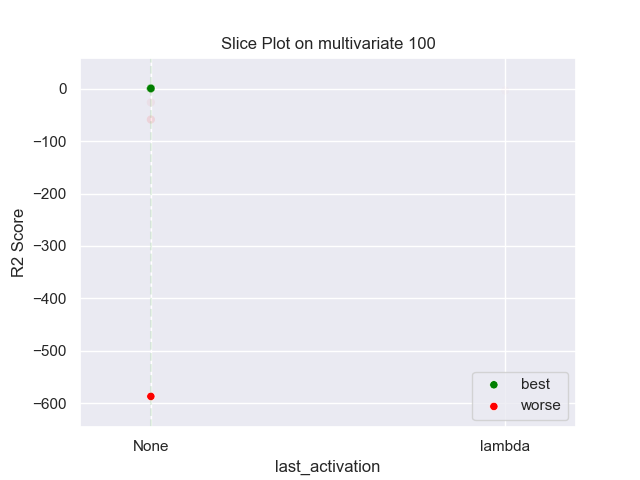 Slice Plot on multivariate 100
R2 Score
0
−100
−200
−300
−400
−500
−600
None
lambda
last_activation
best
worse